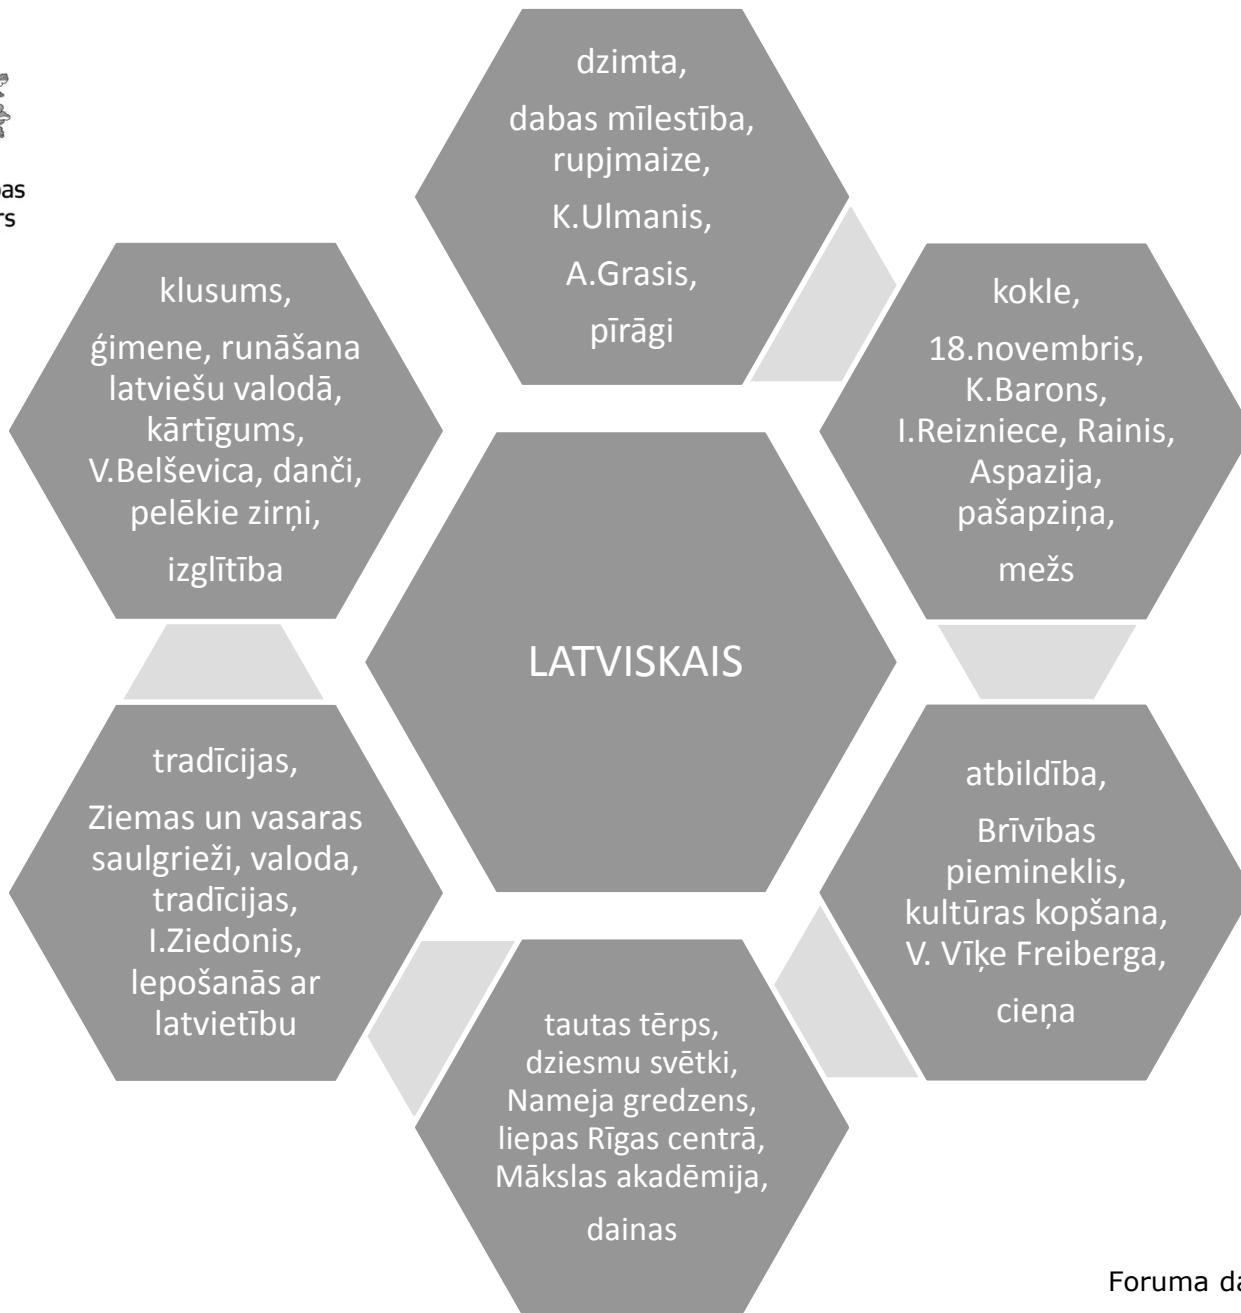 dzimta,
dabas mīlestība,
rupjmaize,
K.Ulmanis,
A.Grasis,
pīrāgi
klusums,
ģimene, runāšana
latviešu valodā,
kārtīgums,
V.Belševica, danči,
pelēkie zirņi,
izglītība
kokle,
18.novembris,
K.Barons,
I.Reizniece, Rainis,
Aspazija,
pašapziņa,
mežs
LATVISKAIS
tradīcijas,
Ziemas un vasaras
saulgrieži, valoda,
tradīcijas,
I.Ziedonis,
lepošanās ar
latvietību
atbildība,
Brīvības
piemineklis,
kultūras kopšana,
V. Vīķe Freiberga,
cieņa
tautas tērps,
dziesmu svētki,
Nameja gredzens,
liepas Rīgas centrā,
Mākslas akadēmija,
dainas
Foruma